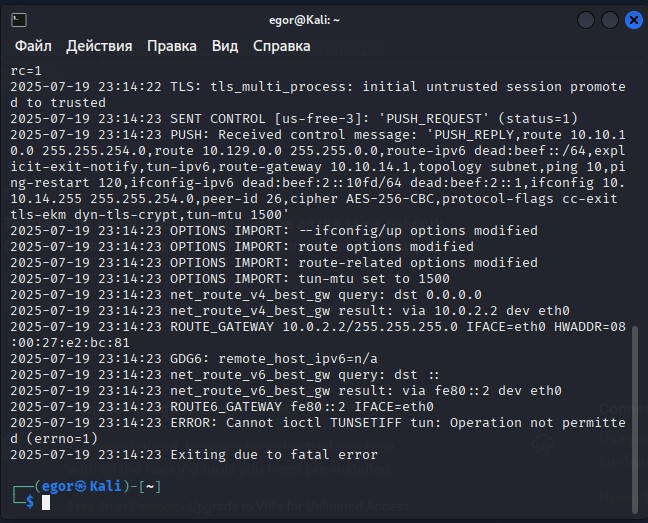 egor@Kali: ~
Файл Действия Правка Вид Справка
rc=1
2025-07-19 23:14:22 TLS: tls_multi_process: initial untrusted session promote
d to trusted
2025-07-19 23:14:23 SENT CONTROL [us-free-3]: 'PUSH_REQUEST' (status=1)
2025-07-19 23:14:23 PUSH: Received control message: 'PUSH_REPLY,route 10.10.1
0.0 255.255.254.0,route 10.129.0.0 255.255.0.0,route-ipv6 dead:beef::/64,expl
icit-exit-notify,tun-ipv6,route-gateway 10.10.14.1,topology subnet,ping 10,pi
ng-restart 120,ifconfig-ipv6 dead:beef:2::10fd/64 dead:beef:2::1,ifconfig 10.
10.14.255 255.255.254.0,peer-id 26,cipher AES-256-CBC,protocol-flags cc-exit
tls-ekm dyn-tls-crypt,tun-mtu 1500'
2025-07-19 23:14:23 OPTIONS IMPORT: --ifconfig/up options modified
2025-07-19 23:14:23 OPTIONS IMPORT: route options modified
2025-07-19 23:14:23 OPTIONS IMPORT: route-related options modified
2025-07-19 23:14:23 OPTIONS IMPORT: tun-mtu set to 1500
2025-07-19 23:14:23 net_route_v4_best_gw query: dst 0.0.0.0
2025-07-19 23:14:23 net_route_v4_best_gw result: via 10.0.2.2 dev eth0
2025-07-19 23:14:23 ROUTE_GATEWAY 10.0.2.2/255.255.255.0 IFACE=eth0 HWADDR=08
:00:27:e2:bc:81
2025-07-19 23:14:23 GDG6: remote_host_ipv6=n/a
2025-07-19 23:14:23 net_route_v6_best_gw query: dst ::
2025-07-19 23:14:23 net_route_v6_best_gw result: via fe80::2 dev eth0
2025-07-19 23:14:23 ROUTE6_GATEWAY fe80::2 IFACE=eth0
2025-07-19 23:14:23 ERROR: Cannot ioctl TUNSETIFF tun: Operation not permitte
d (errno=1)
2025-07-19 23:14:23 Exiting due to fatal error
┌──(egor㉿Kali)-[~]
└─$